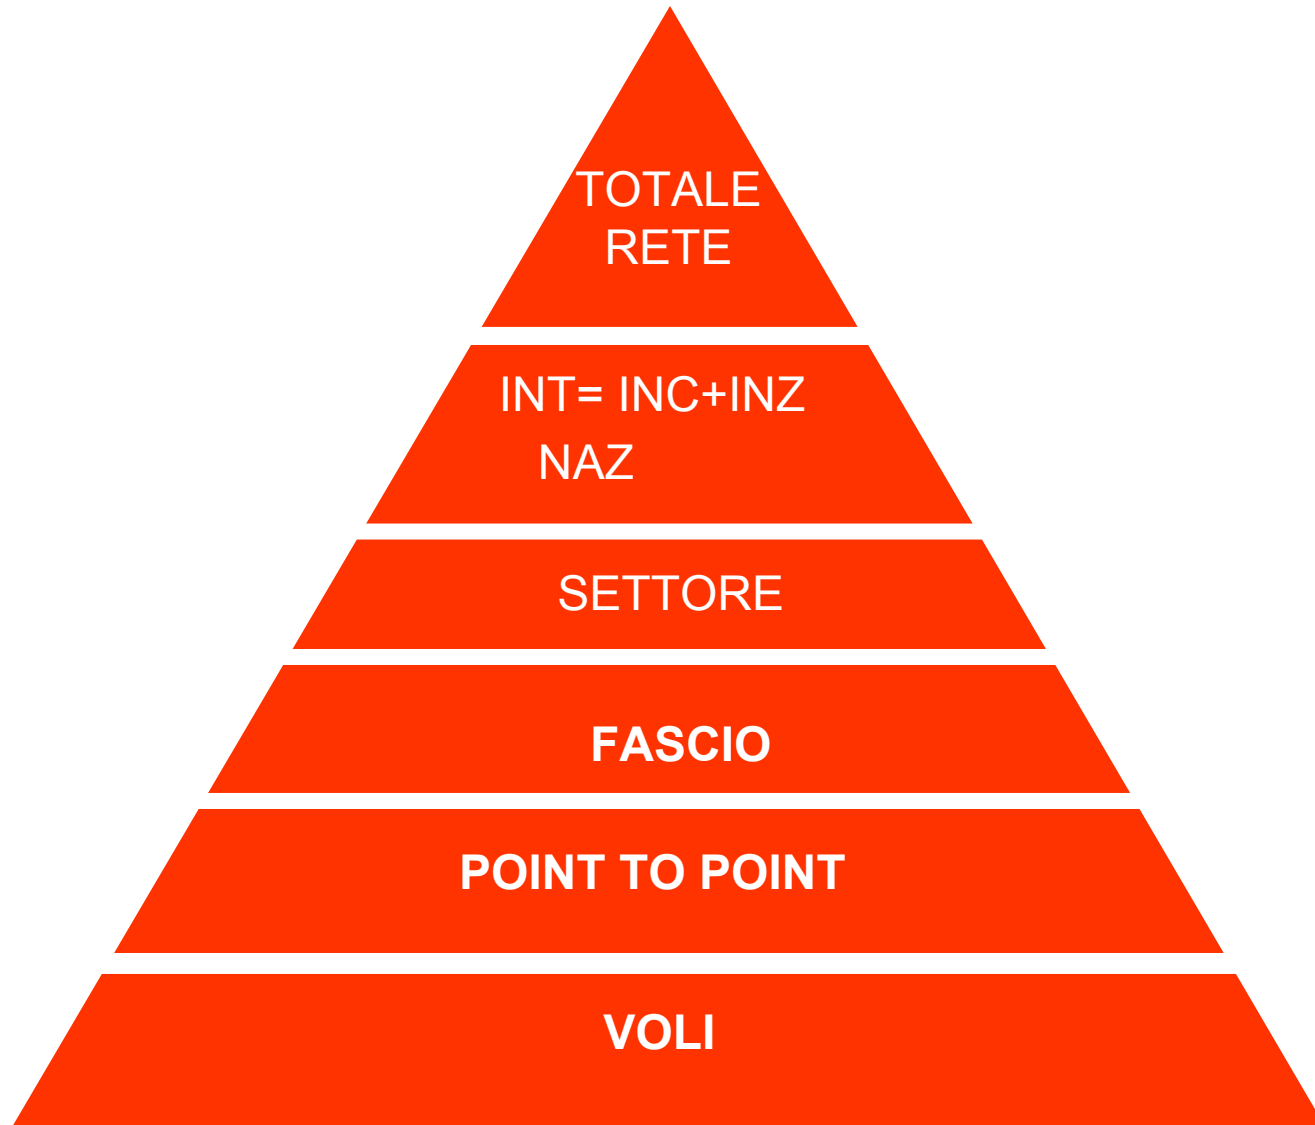 TOTALE
RETE
INT= INC+INZ
NAZ
SETTORE
FASCIO
POINT TO POINT
VOLI